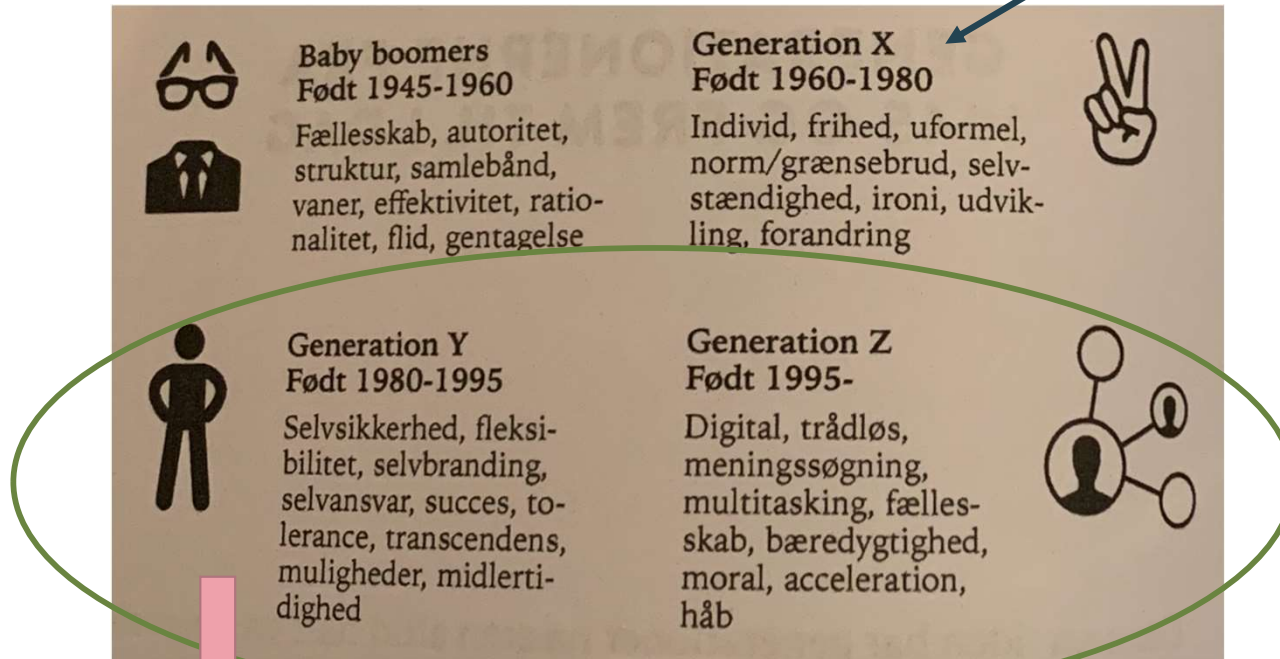 Baby boomers
Født 1945-1960
Fællesskab, autoritet,
struktur, samlebånd,
vaner, effektivitet, ratio-
nalitet, flid, gentagelse
Generation X
Født 1960-1980
Individ, frihed, uformel,
norm/grænsebrud, selv-
stændighed, ironi, udvik-
ling, forandring
Generation Y
Født 1980-1995
Selvsikkerhed, fleksi-
bilitet, selvbranding,
selvansvar, succes, to-
lerance, transcendens,
muligheder, midlerti-
dighed
Generation Z
Født 1995-
Digital, trådløs,
meningssøgning,
multitasking, fælles-
skab, bæredygtighed,
moral, acceleration,
håb